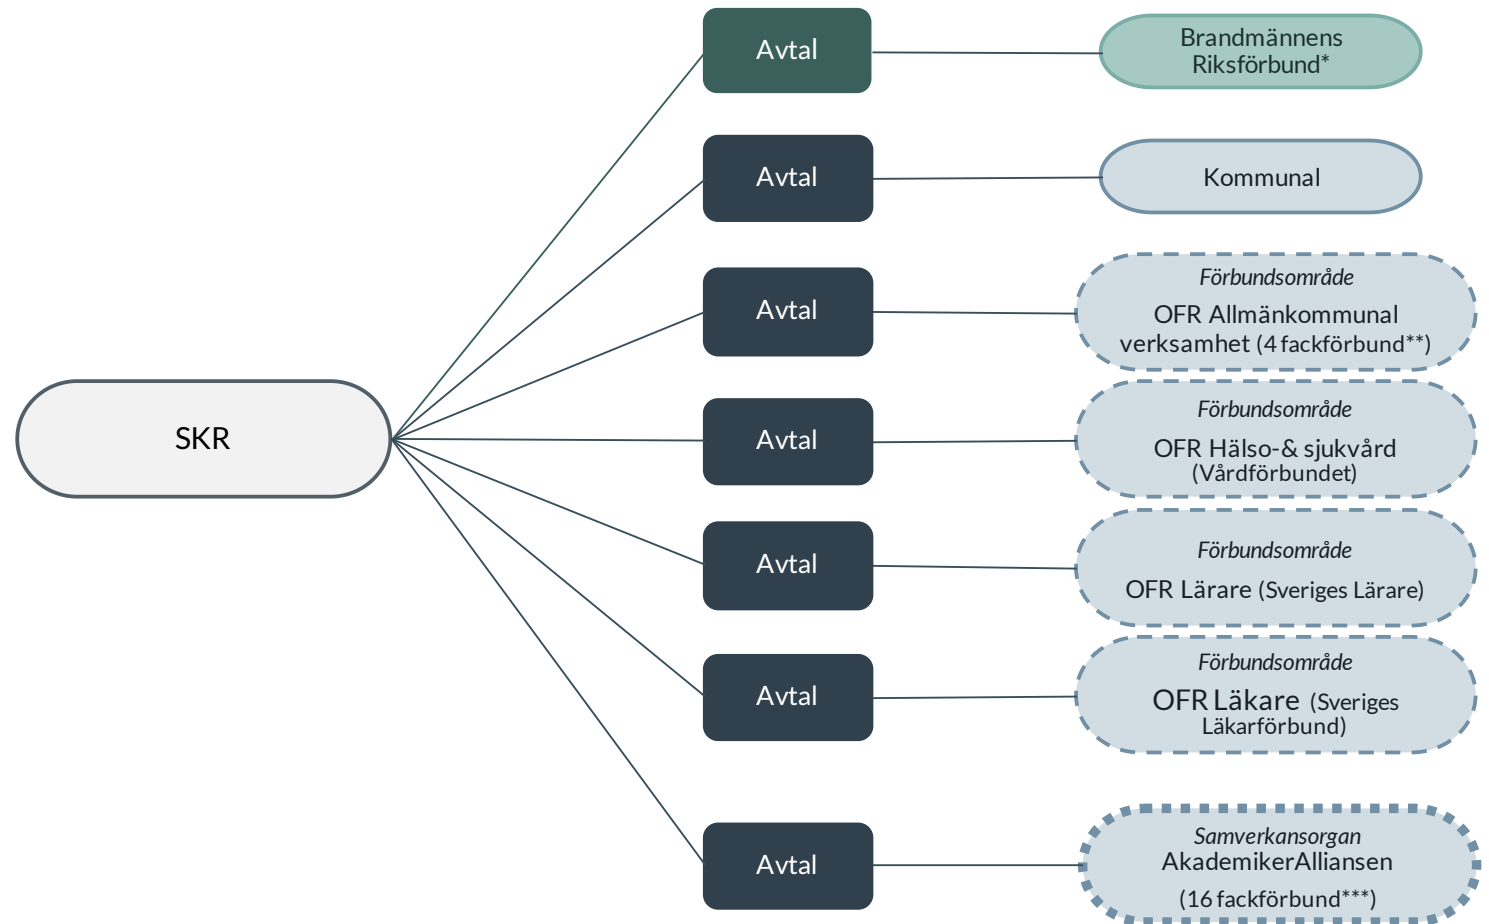 Avtal
Brandmännens
Riksförbund*
Avtal
Kommunal
Avtal
Förbundsområde
OFR Allmänkommunal
verksamhet (4 fackförbund**)
SKR
Avtal
Förbundsområde
OFR Hälso-& sjukvård
(Vårdförbundet)
Avtal
Förbundsområde
OFR Lärare (Sveriges Lärare)
Avtal
Förbundsområde
OFR Läkare (Sveriges
Läkarförbund)
Avtal
Samverkansorgan
AkademikerAlliansen
(16 fackförbund***)